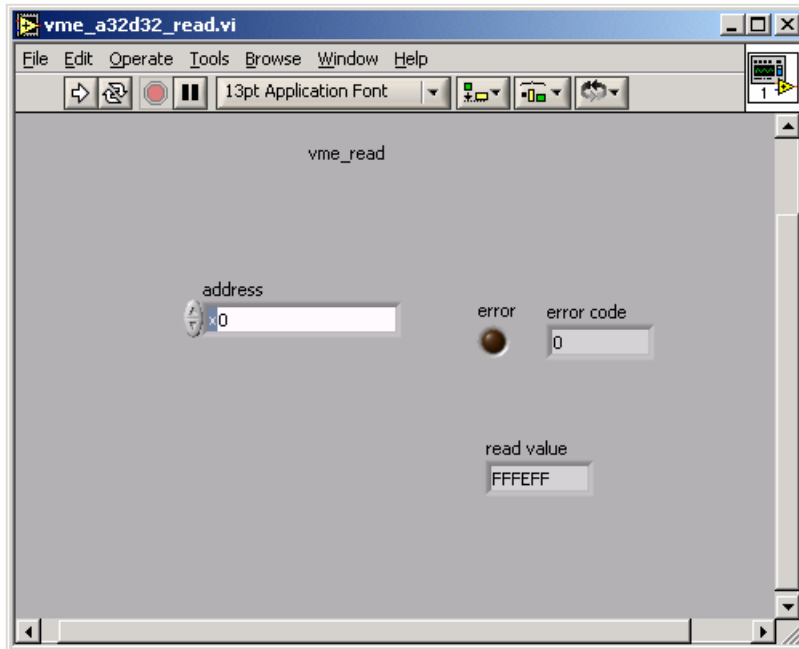 vme_a32d32_read.vi
File Edit Operate Tools Browse Window Help
13pt Application Font
1
vme_read
address
x0
error error code
0
read value
FFFEFF